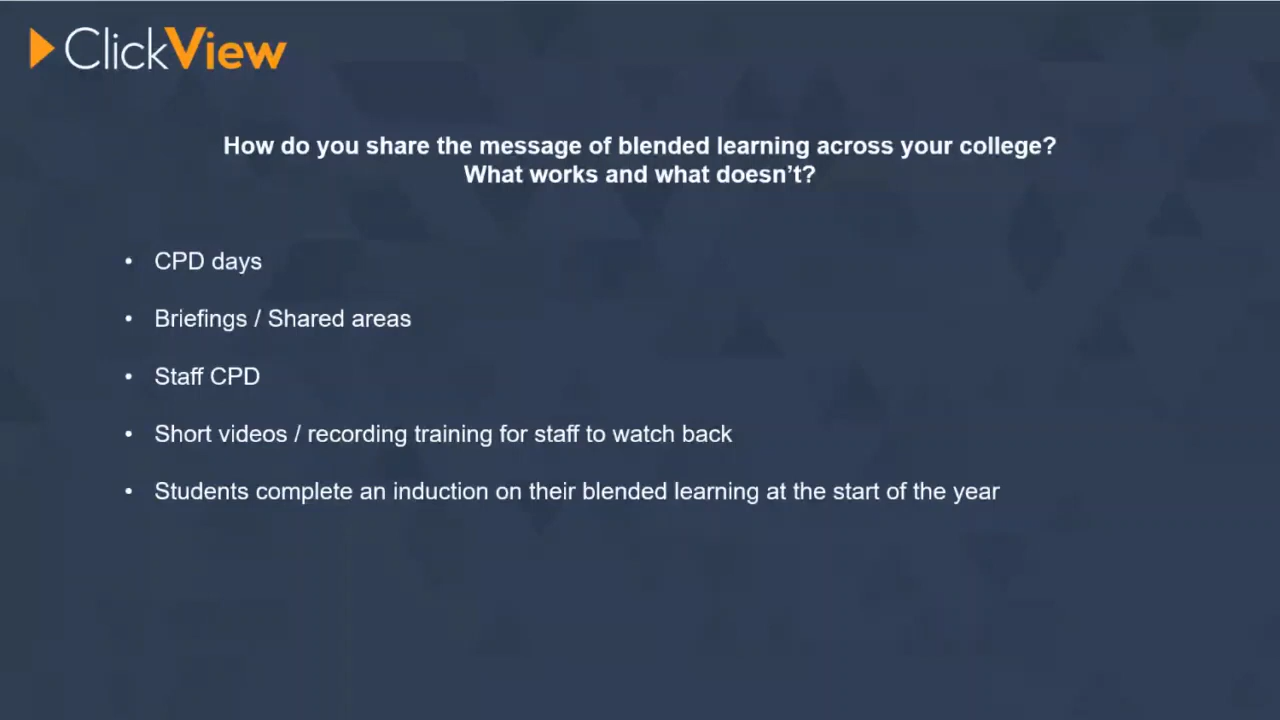 ClickView
How do you share the message of blended learning across your college?
What works and what doesn’t?
• CPD days
• Briefings / Shared areas
• Staff CPD
• Short videos / recording training for staff to watch back
• Students complete an induction on their blended learning at the start of the year